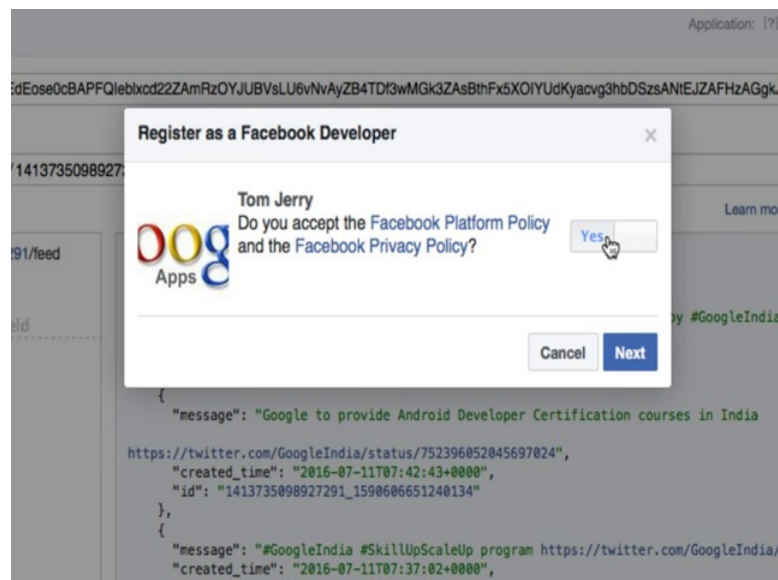 Application: [?]
Register as a Facebook Developer
Tom Jerry
Do you accept the Facebook Platform Policy
and the Facebook Privacy Policy?
Yes
oog
Apps
Learn mo
91/feed
eld
by #GoogleIndia
Cancel
Next
{
"message": "Google to provide Android Developer Certification courses in India
https://twitter.com/GoogleIndia/status/752396052045697024",
"created_time": "2016-07-11T07:42:43+0000",
"id": "1413735098927291_1590606651240134"
},
{
"message": "#GoogleIndia #SkillUpScaleUp program https://twitter.com/GoogleIndia/
"created_time": "2016-07-11T07:37:02+0000",